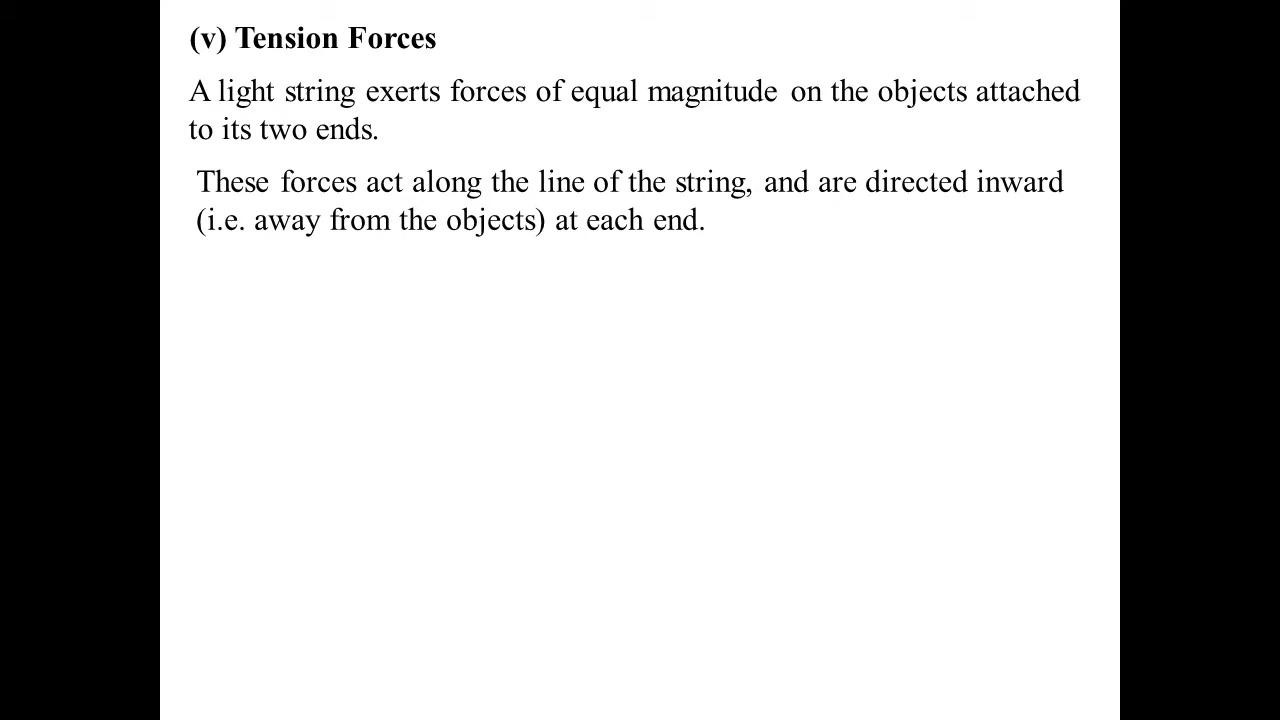 (v) Tension Forces
A light string exerts forces of equal magnitude on the objects attached
to its two ends.
These forces act along the line of the string, and are directed inward
(i.e. away from the objects) at each end.